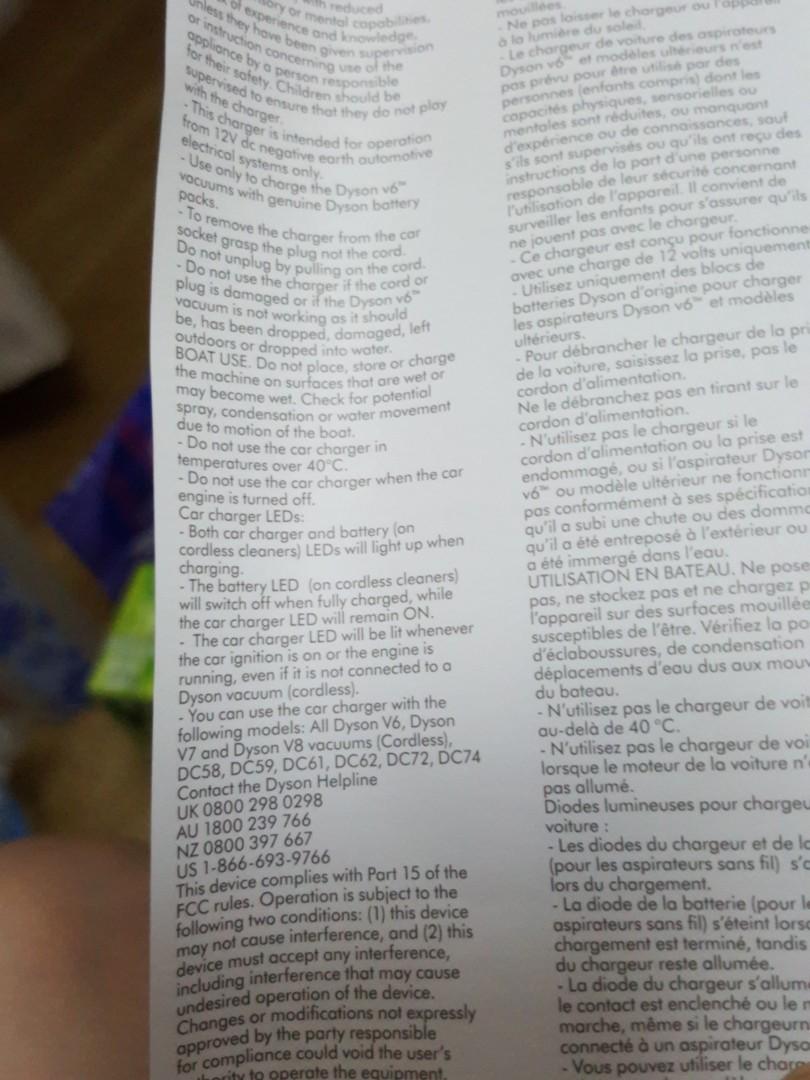 with reduced
sory or mental capabilities,
of experience and knowledge,
unless they have been given supervision
or instruction concerning use of the
appliance by a person responsible
for their safety. Children should be
supervised to ensure that they do not play
with the charger.
- This charger is intended for operation
from 12V dc negative earth automotive
electrical systems only.
- Use only to charge the Dyson v6™
vacuums with genuine Dyson battery
packs.
- To remove the charger from the car
socket grasp the plug not the cord.
Do not unplug by pulling on the cord.
- Do not use the charger if the cord or
plug is damaged or if the Dyson v6™
vacuum is not working as it should
be, has been dropped, damaged, left
outdoors or dropped into water.
BOAT USE. Do not place, store or charge
the machine on surfaces that are wet or
may become wet. Check for potential
spray, condensation or water movement
due to motion of the boat.
- Do not use the car charger in
temperatures over 40°C.
- Do not use the car charger when the car
engine is turned off.
Car charger LEDs:
- Both car charger and battery (on
cordless cleaners) LEDs will light up when
charging.
- The battery LED (on cordless cleaners)
will switch off when fully charged, while
the car charger LED will remain ON.
- The car charger LED will be lit whenever
the car ignition is on or the engine is
running, even if it is not connected to a
Dyson vacuum (cordless).
- You can use the car charger with the
following models: All Dyson V6, Dyson
V7 and Dyson V8 vacuums (Cordless),
DC58, DC59, DC61, DC62, DC72, DC74
Contact the Dyson Helpline
UK 0800 298 0298
AU 1800 239 766
NZ 0800 397 667
US 1-866-693-9766
This device complies with Part 15 of the
FCC rules. Operation is subject to the
following two conditions: (1) this device
may not cause interference, and (2) this
device must accept any interference,
including interference that may cause
undesired operation of the device.
Changes or modifications not expressly
approved by the party responsible
for compliance could void the user's
to operate the equipment.
mouillées.
- Ne pas laisser le chargeur ou l'appareil
à la lumière du soleil.
- Le chargeur de voiture des aspirateurs
Dyson v6™ et modèles ultérieurs n'est
pas prévu pour être utilisé par des
personnes (enfants compris) dont les
capacités physiques, sensorielles ou
mentales sont réduites, ou manquant
d'expérience ou de connaissances, sauf
s'ils sont supervisés ou qu'ils ont reçu des
instructions de la part d'une personne
responsable de leur sécurité concernant
l'utilisation de l'appareil. Il convient de
surveiller les enfants pour s'assurer qu'ils
ne jouent pas avec le chargeur.
- Ce chargeur est conçu pour fonctionne
avec une charge de 12 volts uniquement
- Utilisez uniquement des blocs de
batteries Dyson d'origine pour charger
les aspirateurs Dyson v6™ et modèles
ultérieurs.
- Pour débrancher le chargeur de la pri
de la voiture, saisissez la prise, pas le
cordon d'alimentation.
Ne le débranchez pas en tirant sur le
cordon d'alimentation.
- N'utilisez pas le chargeur si le
cordon d'alimentation ou la prise est
endommagé, ou si l'aspirateur Dyson
v6™ ou modèle ultérieur ne fonctionn
pas conformément à ses spécificatio
qu'il a subi une chute ou des domma
qu'il a été entreposé à l'extérieur ou
a été immergé dans l'eau.
UTILISATION EN BATEAU. Ne pose
pas, ne stockez pas et ne chargez p
l'appareil sur des surfaces mouillée
susceptibles de l'être. Vérifiez la po
d'éclaboussures, de condensation
déplacements d'eau dus aux mouv
du bateau.
- N'utilisez pas le chargeur de voit
au-delà de 40 °C.
- N'utilisez pas le chargeur de voi
lorsque le moteur de la voiture n'
pas allumé.
Diodes lumineuses pour chargeu
voiture :
- Les diodes du chargeur et de la
(pour les aspirateurs sans fil) s'a
lors du chargement.
- La diode de la batterie (pour le
aspirateurs sans fil) s'éteint lorsq
chargement est terminé, tandis
du chargeur reste allumée.
- La diode du chargeur s'allume
le contact est enclenché ou le m
marche, même si le chargeurn
connecté à un aspirateur Dyso
- Vous pouvez utiliser le charg